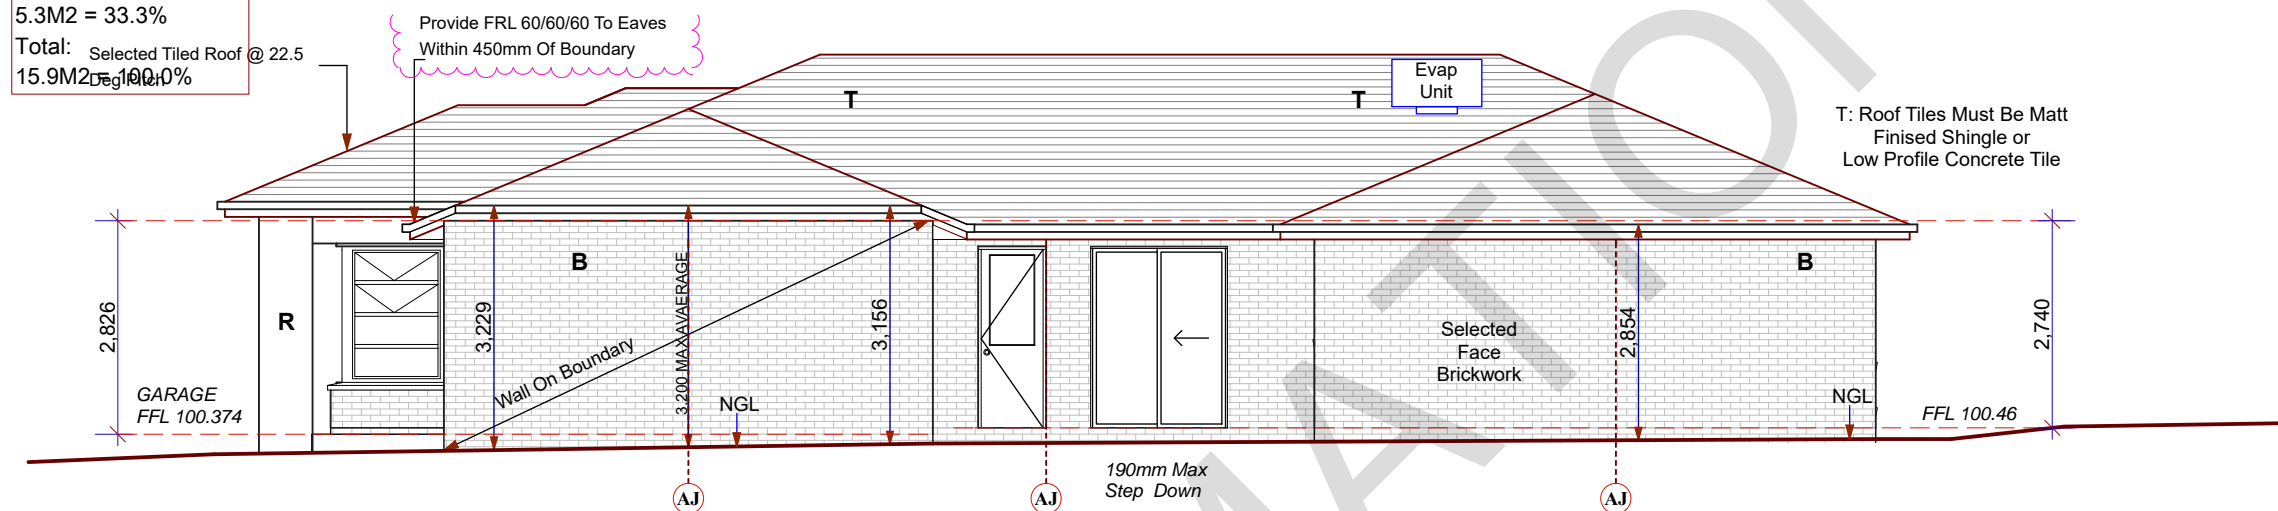 5.3M2 = 33.3%
Total:
15.9M2 = 100.0%
Selected Tiled Roof @ 22.5
Deg Pitch
Provide FRL 60/60/60 To Eaves
Within 450mm Of Boundary
T
T
Evap
Unit
T: Roof Tiles Must Be Matt
Finised Shingle or
Low Profile Concrete Tile
2,826
R
B
3,229
3,200 MAX AVAERAGE
3,156
Wall On Boundary
GARAGE
FFL 100.374
NGL
Selected
Face
Brickwork
2,854
B
NGL
2,740
FFL 100.46
190mm Max
Step Down
AJ
AJ
AJ